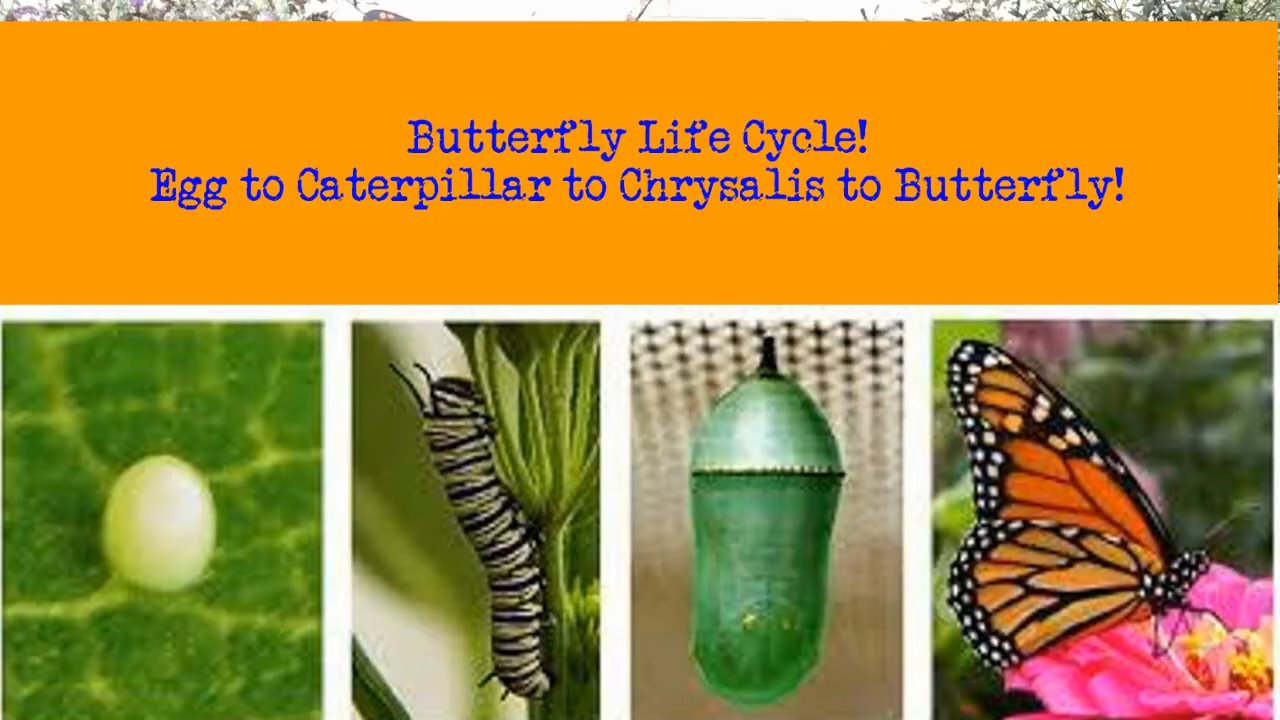 Butterfly Life Cycle!
Egg to Caterpillar to Chrysalis to Butterfly!